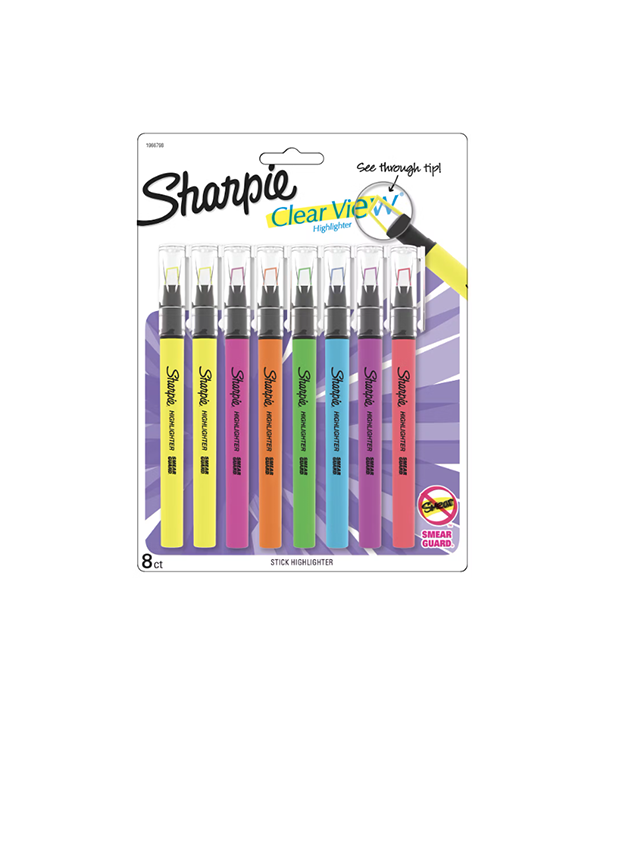 1966798
Sharpie
See through tip!
Clear View®
Highlighter
Sharpie HIGHLIGHTER SMEAR GUARD
Sharpie HIGHLIGHTER SMEAR GUARD
Sharpie HIGHLIGHTER SMEAR GUARD
Sharpie HIGHLIGHTER SMEAR GUARD
Sharpie HIGHLIGHTER SMEAR GUARD
Sharpie HIGHLIGHTER SMEAR GUARD
Sharpie HIGHLIGHTER SMEAR GUARD
Sharpie HIGHLIGHTER SMEAR GUARD
Smear
SMEAR
GUARD™
8 ct
STICK HIGHLIGHTER